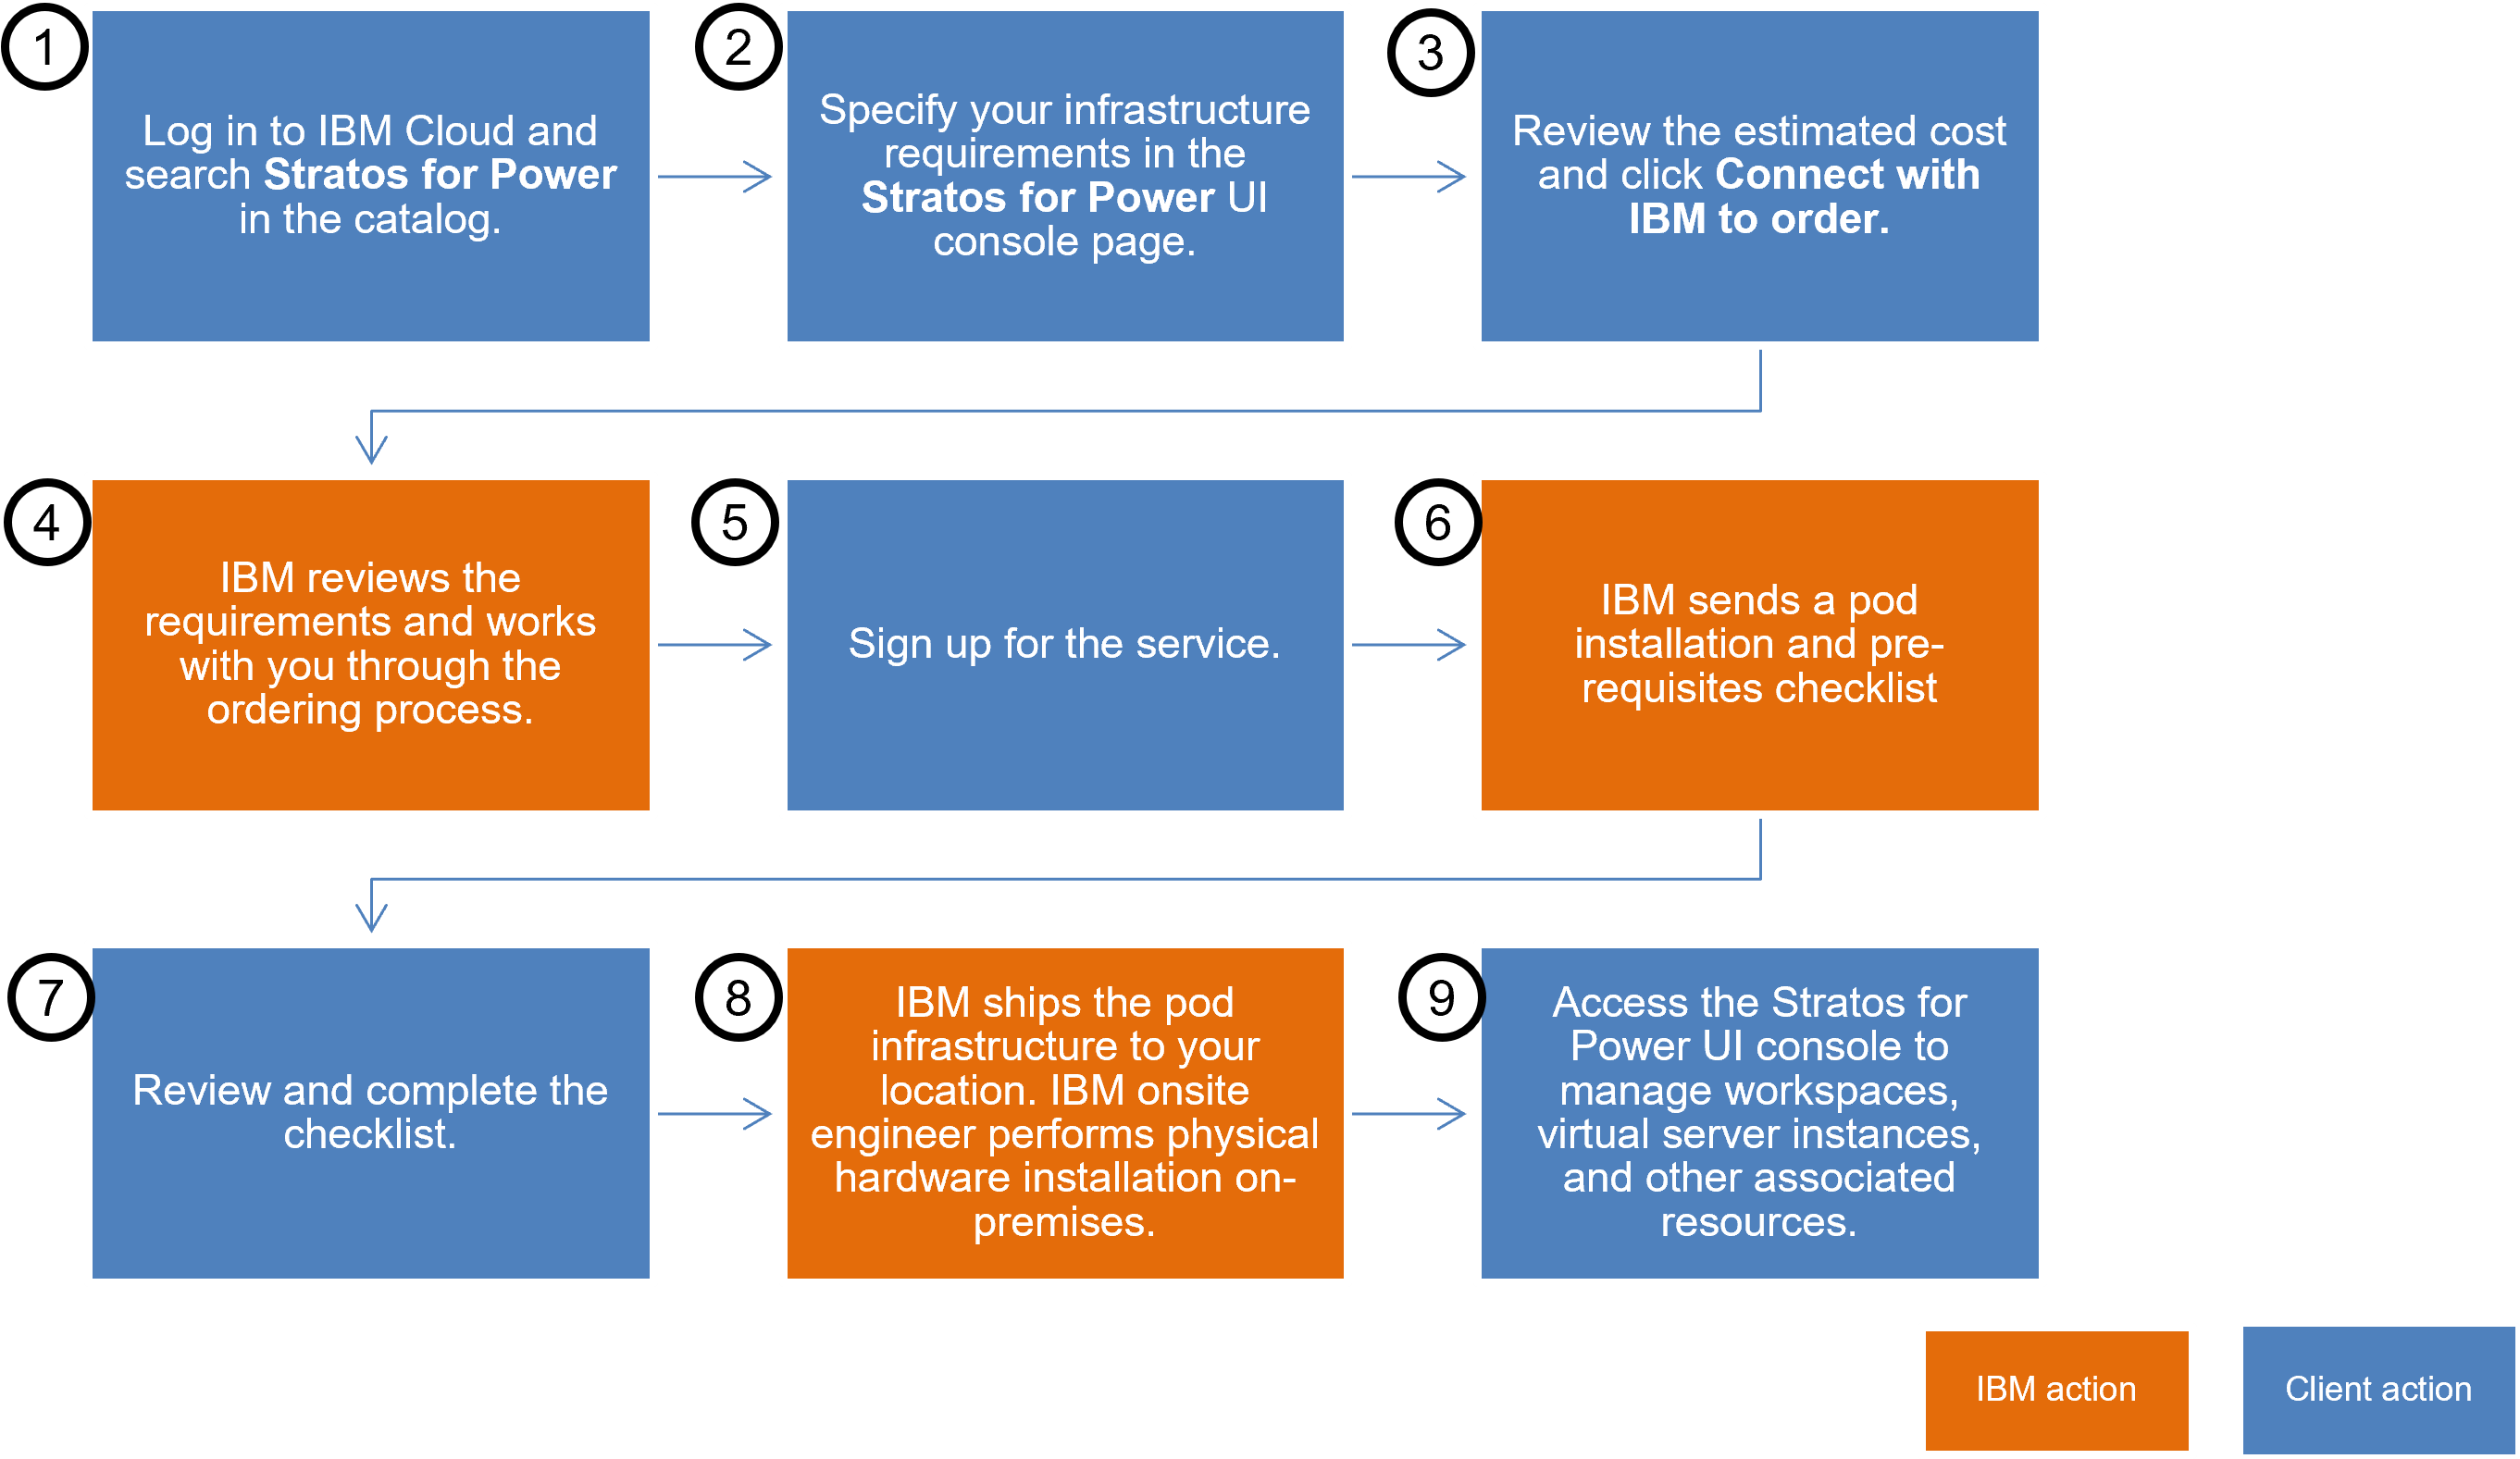 1
Log in to IBM Cloud and
search Stratos for Power
in the catalog.
2
Specify your infrastructure
requirements in the
Stratos for Power UI
console page.
3
Review the estimated cost
and click Connect with
IBM to order.
4
IBM reviews the
requirements and works
with you through the
ordering process.
5
Sign up for the service.
6
IBM sends a pod
installation and pre-
requisites checklist
7
Review and complete the
checklist.
8
IBM ships the pod
infrastructure to your
location. IBM onsite
engineer performs physical
hardware installation on-
premises.
9
Access the Stratos for
Power UI console to
manage workspaces,
virtual server instances,
and other associated
resources.
IBM action
Client action